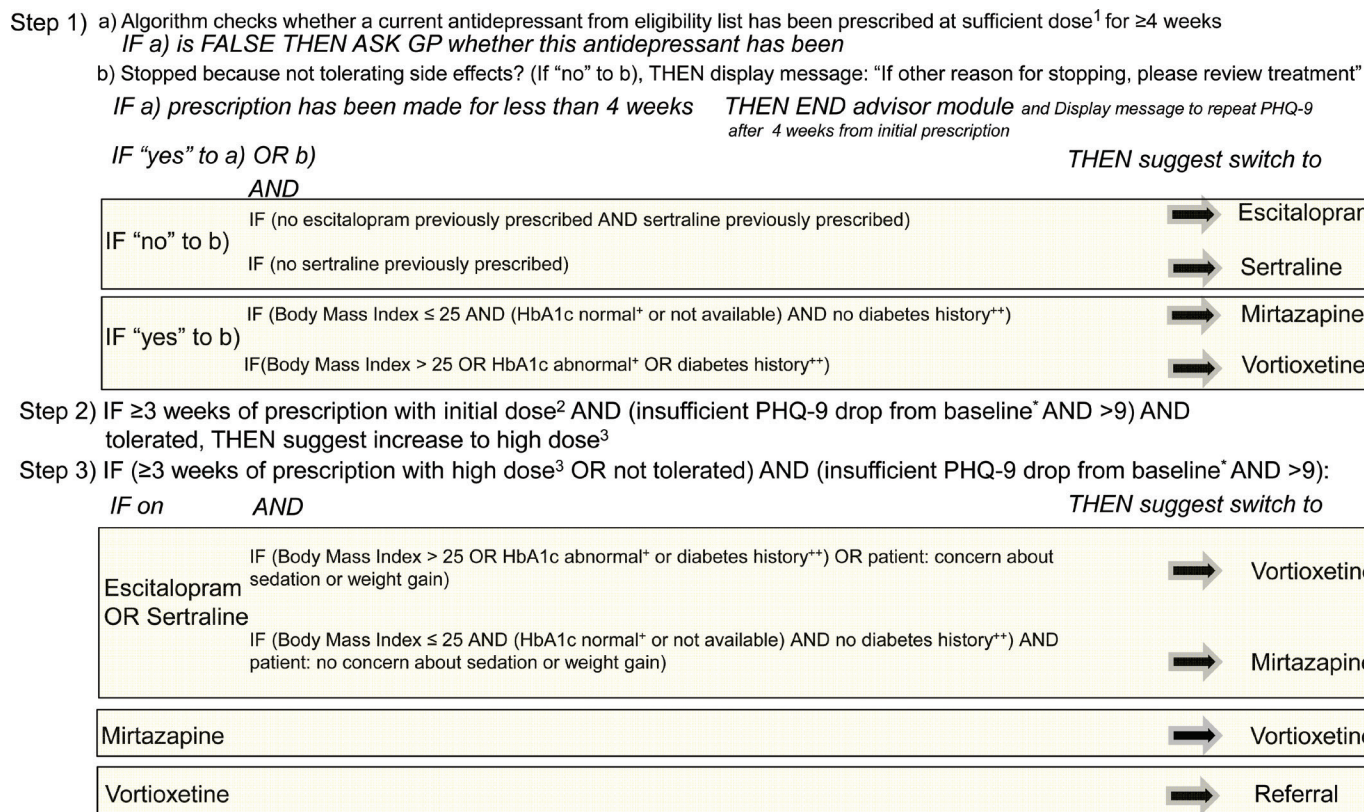 Step 1) a) Algorithm checks whether a current antidepressant from eligibility list has been prescribed at sufficient dose¹ for ≥4 weeks
IF a) is FALSE THEN ASK GP whether this antidepressant has been
b) Stopped because not tolerating side effects? (If “no” to b), THEN display message: “If other reason for stopping, please review treatment”
IF a) prescription has been made for less than 4 weeks THEN END advisor module and Display message to repeat PHQ-9
after 4 weeks from initial prescription
IF “yes” to a) OR b) THEN suggest switch to
AND
IF “no” to b)
IF (no escitalopram previously prescribed AND sertraline previously prescribed) Escitalopram
IF (no sertraline previously prescribed) Sertraline
IF “yes” to b)
IF (Body Mass Index ≤ 25 AND (HbA1c normal⁺ or not available) AND no diabetes history⁺⁺) Mirtazapine
IF(Body Mass Index > 25 OR HbA1c abnormal⁺ OR diabetes history⁺⁺) Vortioxetine
Step 2) IF ≥3 weeks of prescription with initial dose² AND (insufficient PHQ-9 drop from baseline* AND >9) AND
tolerated, THEN suggest increase to high dose³
Step 3) IF (≥3 weeks of prescription with high dose³ OR not tolerated) AND (insufficient PHQ-9 drop from baseline* AND >9):
IF on AND THEN suggest switch to
Escitalopram
OR Sertraline
IF (Body Mass Index > 25 OR HbA1c abnormal⁺ or diabetes history⁺⁺) OR patient: concern about
sedation or weight gain) Vortioxetine
IF (Body Mass Index ≤ 25 AND (HbA1c normal⁺ or not available) AND no diabetes history⁺⁺) AND
patient: no concern about sedation or weight gain) Mirtazapine
Mirtazapine Vortioxetine
Vortioxetine Referral